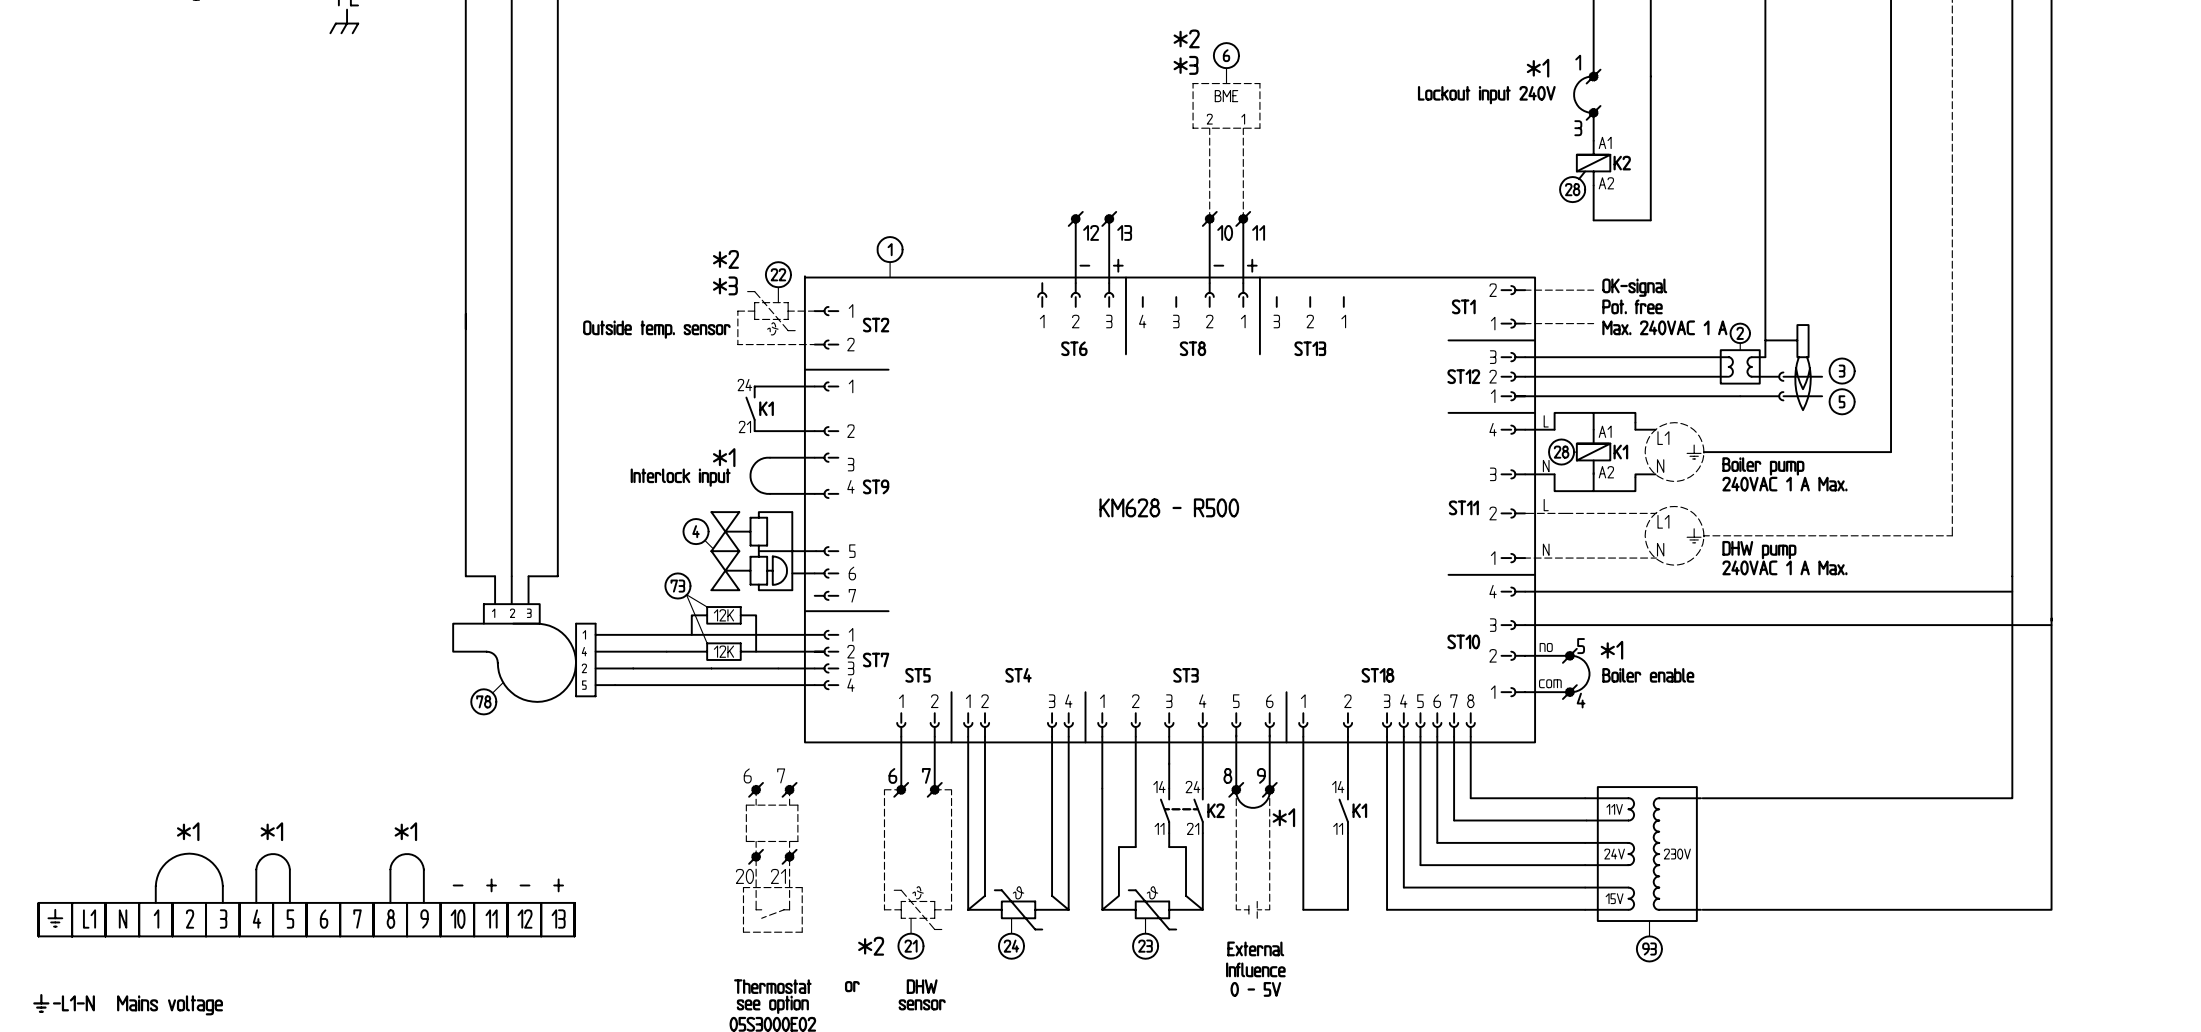 *2
*3
6
BME
2 1
*1
Lockout input 240V
1
3
A1
K2
28
A2
12 13 10 11
- + - +
1
*2
*3
22
Outside temp. sensor
1
2
ST2
1 2 3 4 3 2 1 3 2 1
ST6 ST8 ST13
2
1
ST1
OK-signal
Pot. free
Max. 240VAC 1 A
2
3
2
1
ST12
3
5
24
K1
21
1
2
*1
Interlock input
3
4
ST9
4
5
6
7
KM628 - R500
4
L
A1
28
K1
A2
3
N
L1
N
Boiler pump
240VAC 1 A Max.
ST11
2
L
1
N
L1
N
DHW pump
240VAC 1 A Max.
73
12K
12K
1 2 3
1
4
2
5
78
1
2
3
4
ST7
4
3
ST10
2
no
5
1
com
4
*1
Boiler enable
ST5 ST4 ST3 ST18
1 2 1 2 3 4 1 2 3 4 5 6 1 2 3 4 5 6 7 8
6 7
20 21
6 7
14 24
K2
11 21
8 9
*1
14
K1
11
11V
24V
15V
230V
93
*2
21
24
23
External
Influence
0 - 5V
Thermostat
see option
05S3000E02
or
DHW
sensor
*1 *1 *1
- + - +
L1 N 1 2 3 4 5 6 7 8 9 10 11 12 13
-L1-N Mains voltage